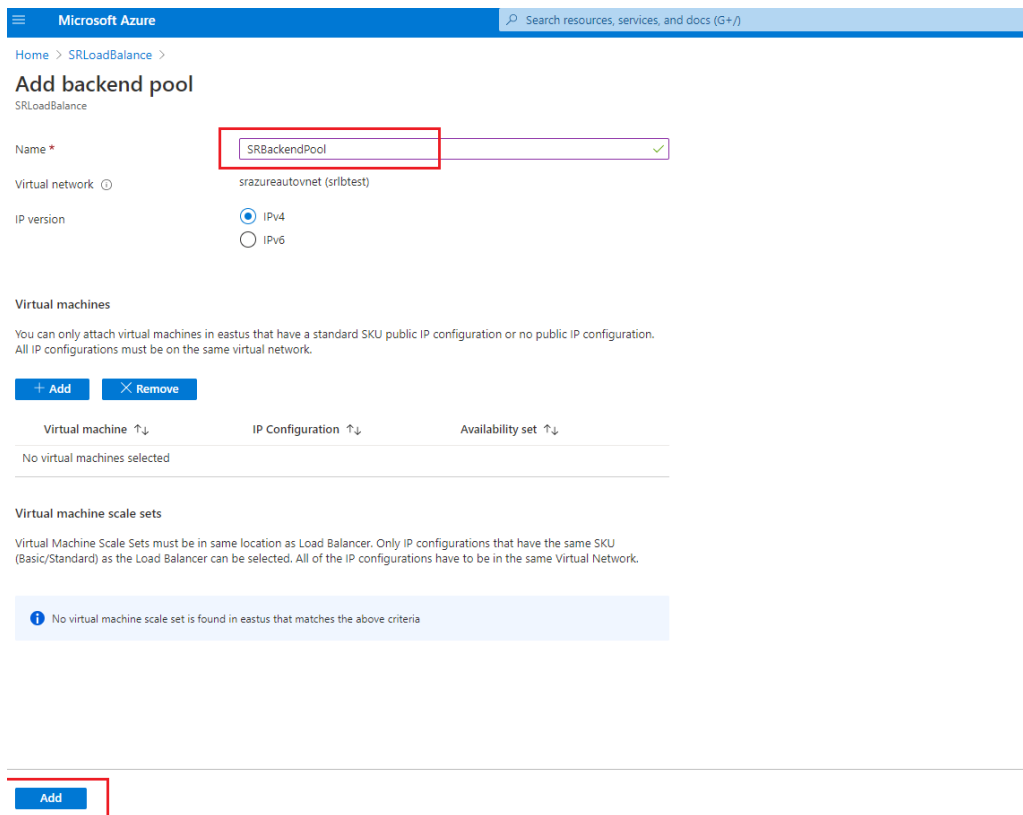 Microsoft Azure
Search resources, services, and docs (G+/)
Home > SRLoadBalance >
Add backend pool
SRLoadBalance
Name *
SRBackendPool
Virtual network
srazureautovnet (srlbtest)
IP version
IPv4
IPv6
Virtual machines
You can only attach virtual machines in eastus that have a standard SKU public IP configuration or no public IP configuration.
All IP configurations must be on the same virtual network.
+ Add
× Remove
Virtual machine ↑↓ IP Configuration ↑↓ Availability set ↑↓
No virtual machines selected
Virtual machine scale sets
Virtual Machine Scale Sets must be in same location as Load Balancer. Only IP configurations that have the same SKU
(Basic/Standard) as the Load Balancer can be selected. All of the IP configurations have to be in the same Virtual Network.
No virtual machine scale set is found in eastus that matches the above criteria
Add